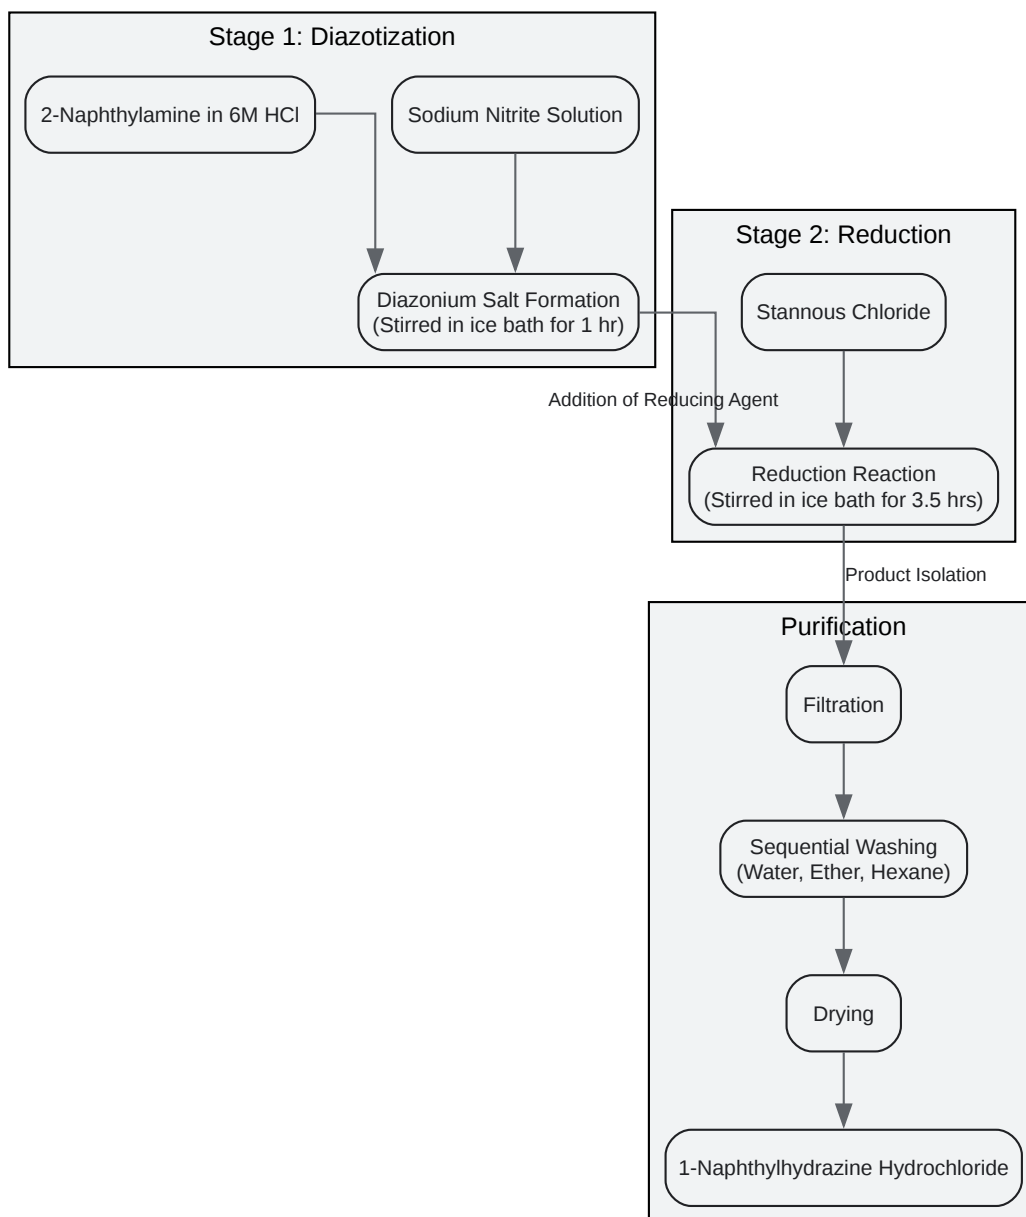 Stage 1: Diazotization
2-Naphthylamine in 6M HCl
Sodium Nitrite Solution
Diazonium Salt Formation
(Stirred in ice bath for 1 hr)
Stage 2: Reduction
Stannous Chloride
Addition of Reducing Agent
Reduction Reaction
(Stirred in ice bath for 3.5 hrs)
Product Isolation
Purification
Filtration
Sequential Washing
(Water, Ether, Hexane)
Drying
1-Naphthylhydrazine Hydrochloride